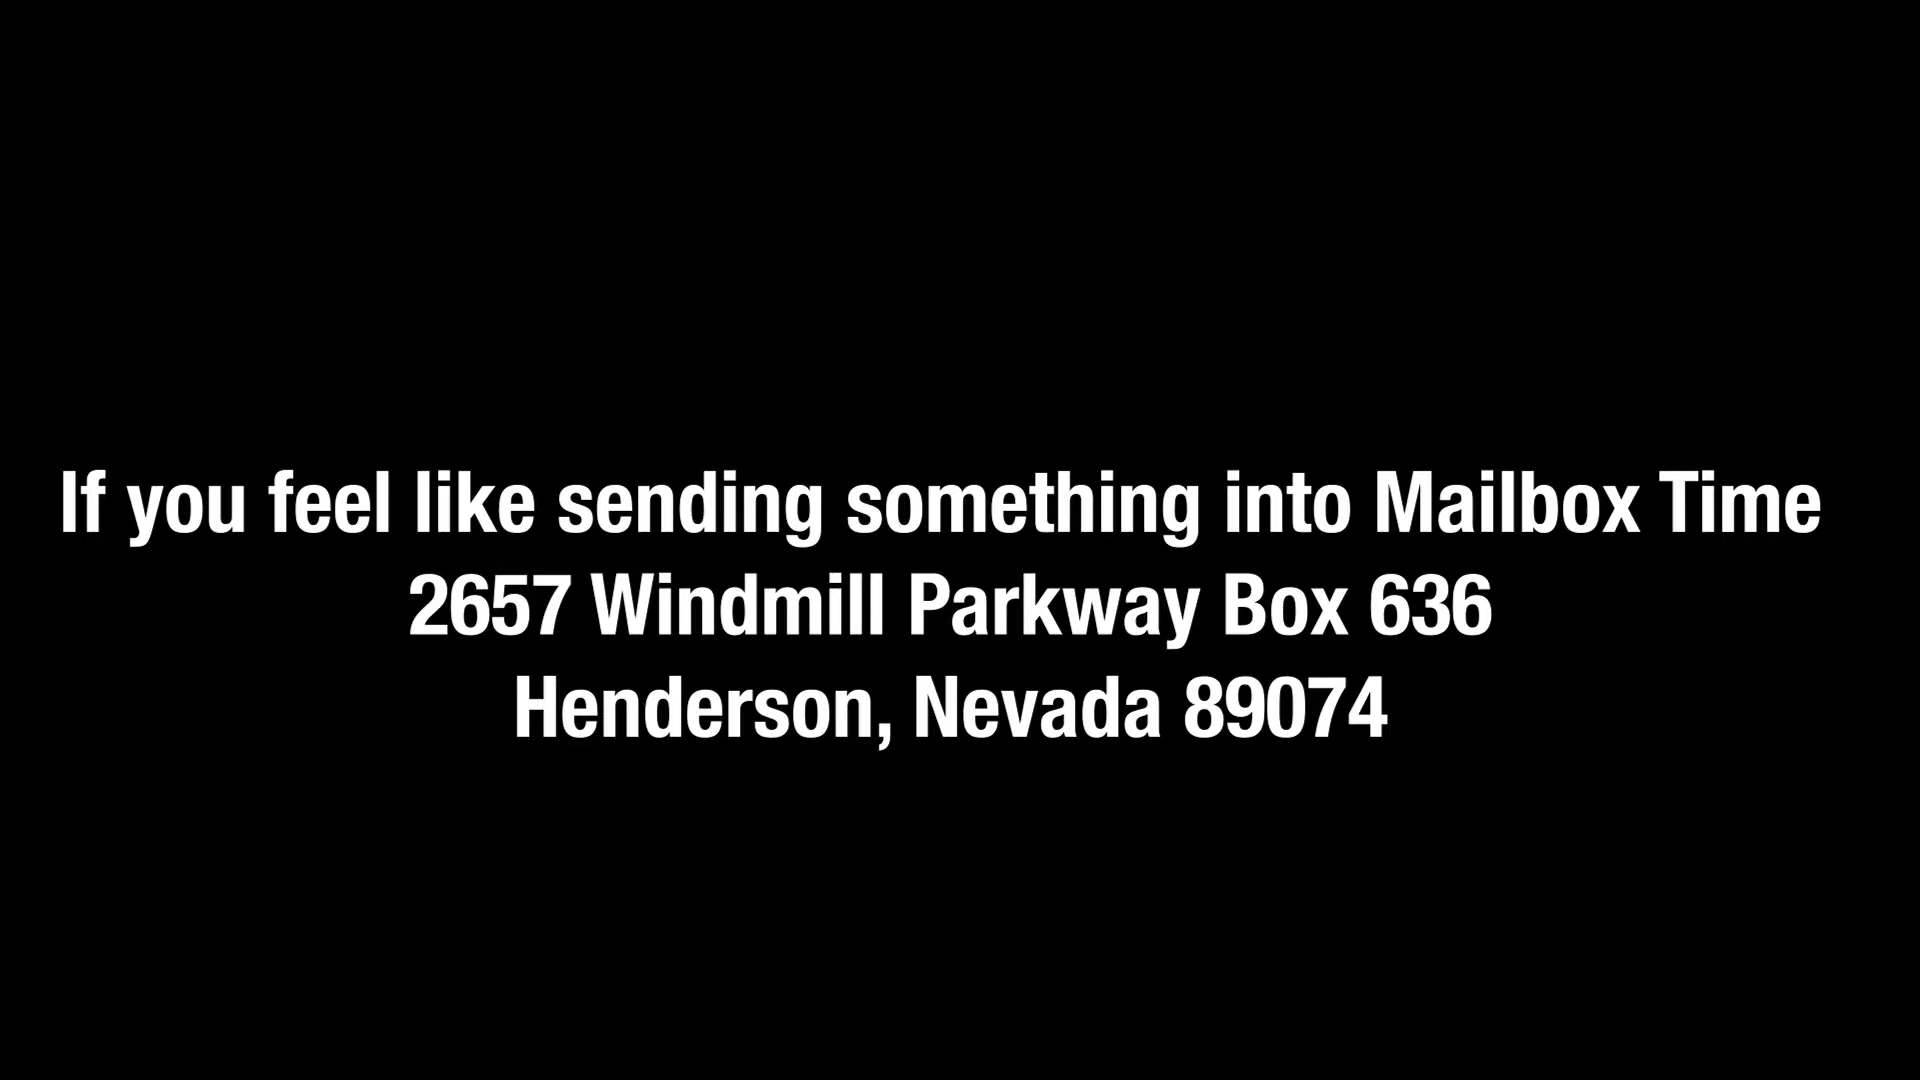 If you feel like sending something into Mailbox Time
2657 Windmill Parkway Box 636
Henderson, Nevada 89074